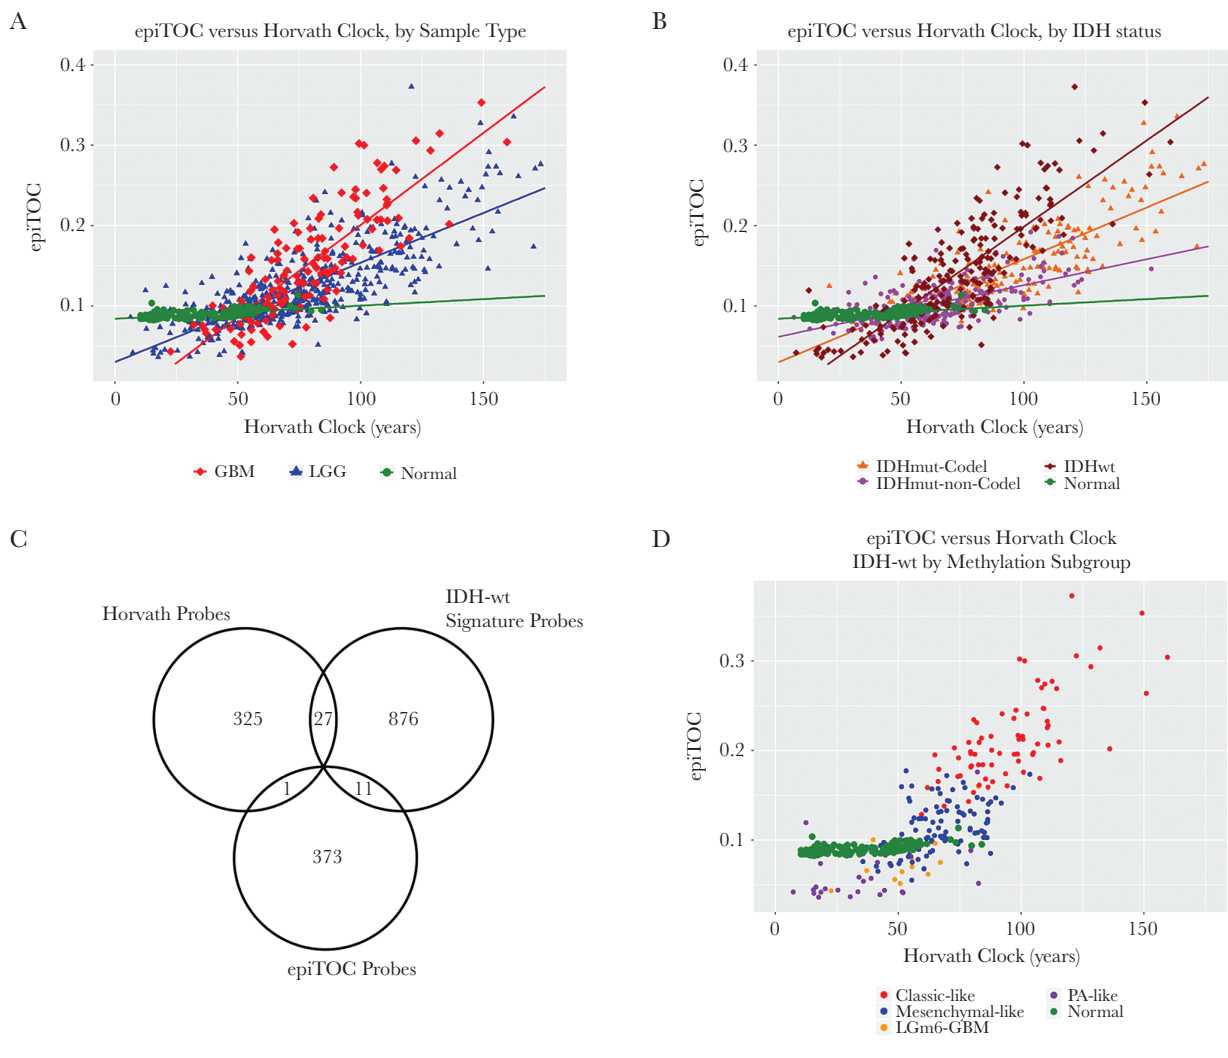 A
epiTOC versus Horvath Clock, by Sample Type
0.4
0.3
0.2
0.1
epiTOC
0
50
100
150
Horvath Clock (years)
GBM
LGG
Normal
B
epiTOC versus Horvath Clock, by IDH status
0.4
0.3
0.2
0.1
epiTOC
0
50
100
150
Horvath Clock (years)
IDHmut-Codel
IDHwt
IDHmut-non-Codel
Normal
C
Horvath Probes
IDH-wt
Signature Probes
325
27
876
1
11
373
epiTOC Probes
D
epiTOC versus Horvath Clock
IDH-wt by Methylation Subgroup
0.3
0.2
0.1
epiTOC
0
50
100
150
Horvath Clock (years)
Classic-like
PA-like
Mesenchymal-like
Normal
LGm6-GBM